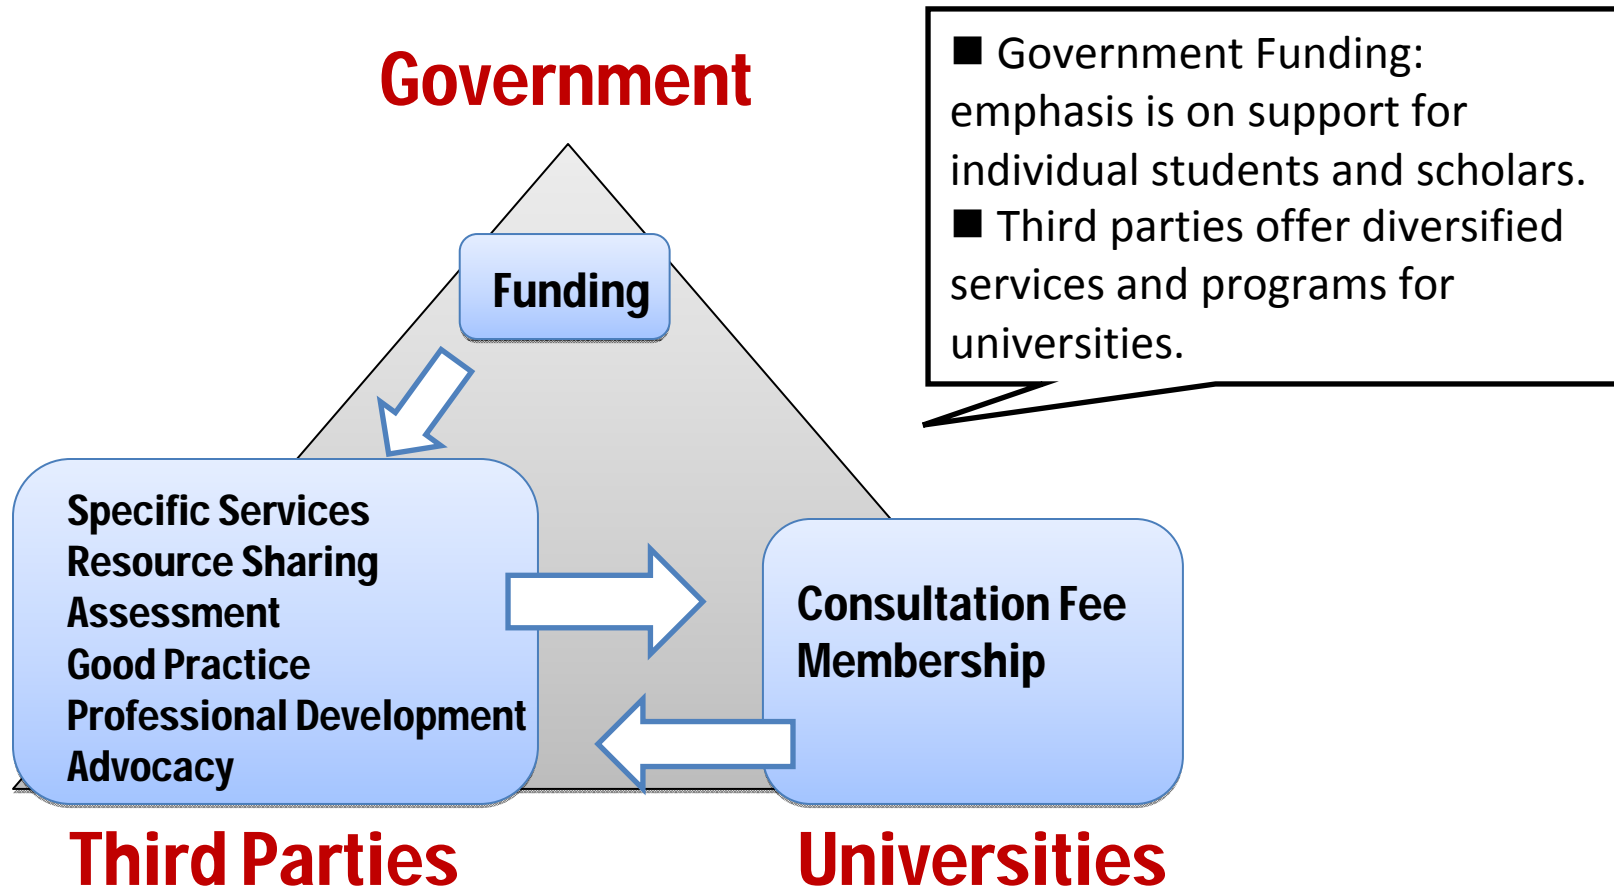 Government
■ Government Funding:
emphasis is on support for
individual students and scholars.
■ Third parties offer diversified
services and programs for
universities.
Funding
Specific Services
Resource Sharing
Assessment
Good Practice
Professional Development
Advocacy
Consultation Fee
Membership
Third Parties
Universities